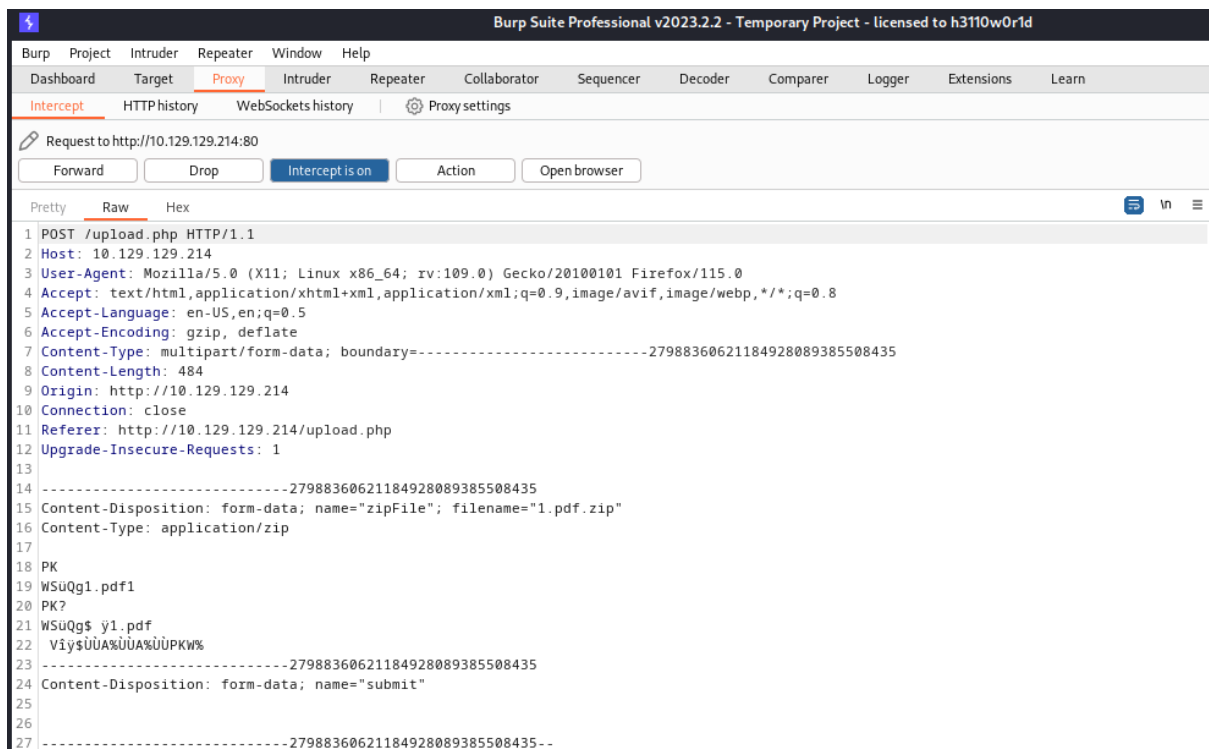 Burp Suite Professional v2023.2.2 - Temporary Project - licensed to h3110w0r1d
Burp Project Intruder Repeater Window Help
Dashboard Target Proxy Intruder Repeater Collaborator Sequencer Decoder Comparer Logger Extensions Learn
Intercept HTTP history WebSockets history Proxy settings
Request to http://10.129.129.214:80
Forward Drop Intercept is on Action Open browser
Pretty Raw Hex \n
1 POST /upload.php HTTP/1.1
2 Host: 10.129.129.214
3 User-Agent: Mozilla/5.0 (X11; Linux x86_64; rv:109.0) Gecko/20100101 Firefox/115.0
4 Accept: text/html,application/xhtml+xml,application/xml;q=0.9,image/avif,image/webp,*/*;q=0.8
5 Accept-Language: en-US,en;q=0.5
6 Accept-Encoding: gzip, deflate
7 Content-Type: multipart/form-data; boundary=---------------------------27988360621184928089385508435
8 Content-Length: 484
9 Origin: http://10.129.129.214
10 Connection: close
11 Referer: http://10.129.129.214/upload.php
12 Upgrade-Insecure-Requests: 1
13
14 -----------------------------27988360621184928089385508435
15 Content-Disposition: form-data; name="zipFile"; filename="1.pdf.zip"
16 Content-Type: application/zip
17
18 PK
19 WSüQg1.pdf1
20 PK?
21 WSüQg$ ÿ1.pdf
22 Vîÿ$ÙÙA%ÙÙA%ÙÙPKW%
23 -----------------------------27988360621184928089385508435
24 Content-Disposition: form-data; name="submit"
25
26
27 -----------------------------27988360621184928089385508435--